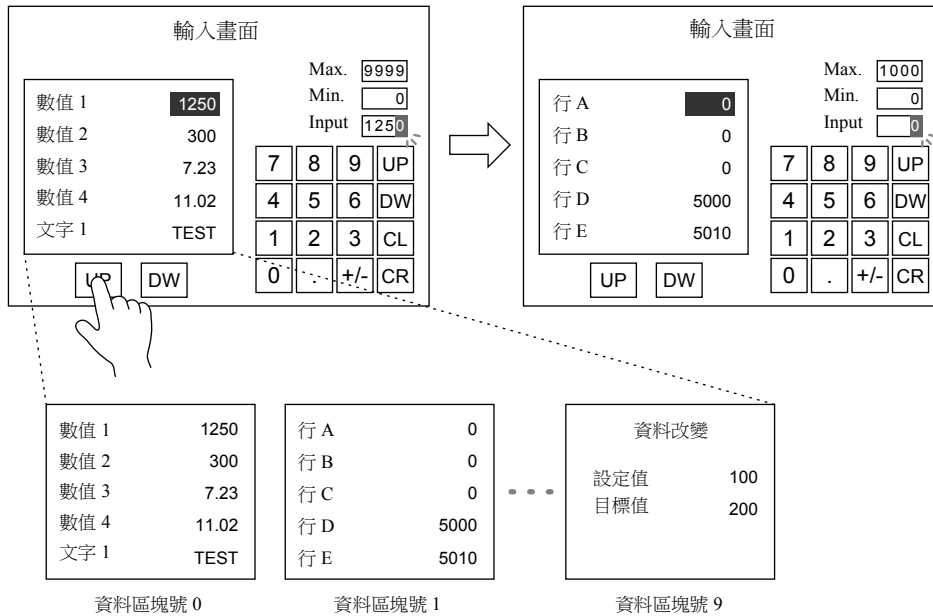 輸入畫面
Max. 9999
Min. 0
Input 1250
數值 1 1250
數值 2 300
數值 3 7.23
數值 4 11.02
文字 1 TEST
7 8 9 UP
4 5 6 DW
1 2 3 CL
0 . +/- CR
UP DW
輸入畫面
Max. 1000
Min. 0
Input 0
行 A 0
行 B 0
行 C 0
行 D 5000
行 E 5010
7 8 9 UP
4 5 6 DW
1 2 3 CL
0 . +/- CR
UP DW
數值 1 1250
數值 2 300
數值 3 7.23
數值 4 11.02
文字 1 TEST
資料區塊號 0
行 A 0
行 B 0
行 C 0
行 D 5000
行 E 5010
資料區塊號 1
資料改變
設定值 100
目標值 200
資料區塊號 9